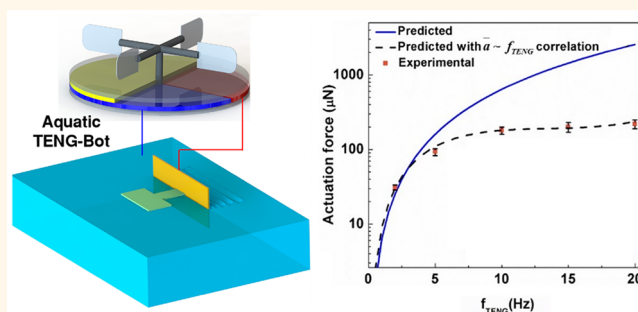 Aquatic
TENG-Bot
Predicted
Predicted with a̅ ~ f_TENG correlation
Experimental
Actuation force (μN)
1000
100
10
0
5
10
15
20
f_TENG(Hz)